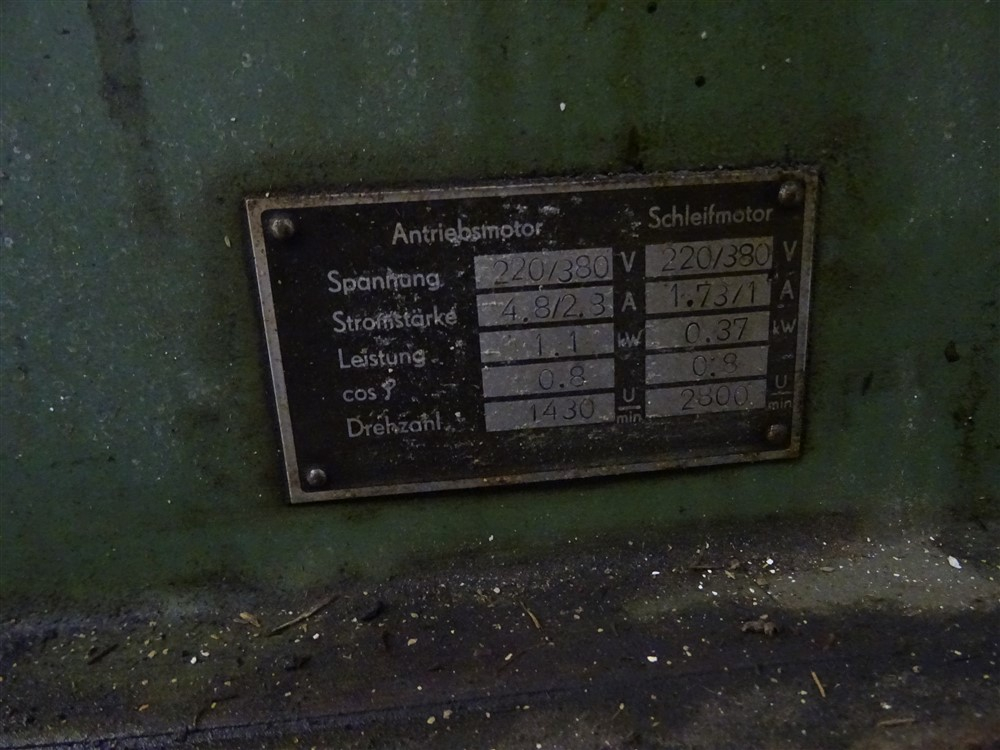 Antriebsmotor Schleifmotor
Spannung 220/380 V 220/380 V
Stromstärke 4.8/2.8 A 1.73/1 A
Leistung 1.1 kW 0.37 kW
cos φ 0.8 0.8
Drehzahl 1430 U/min 2800 U/min